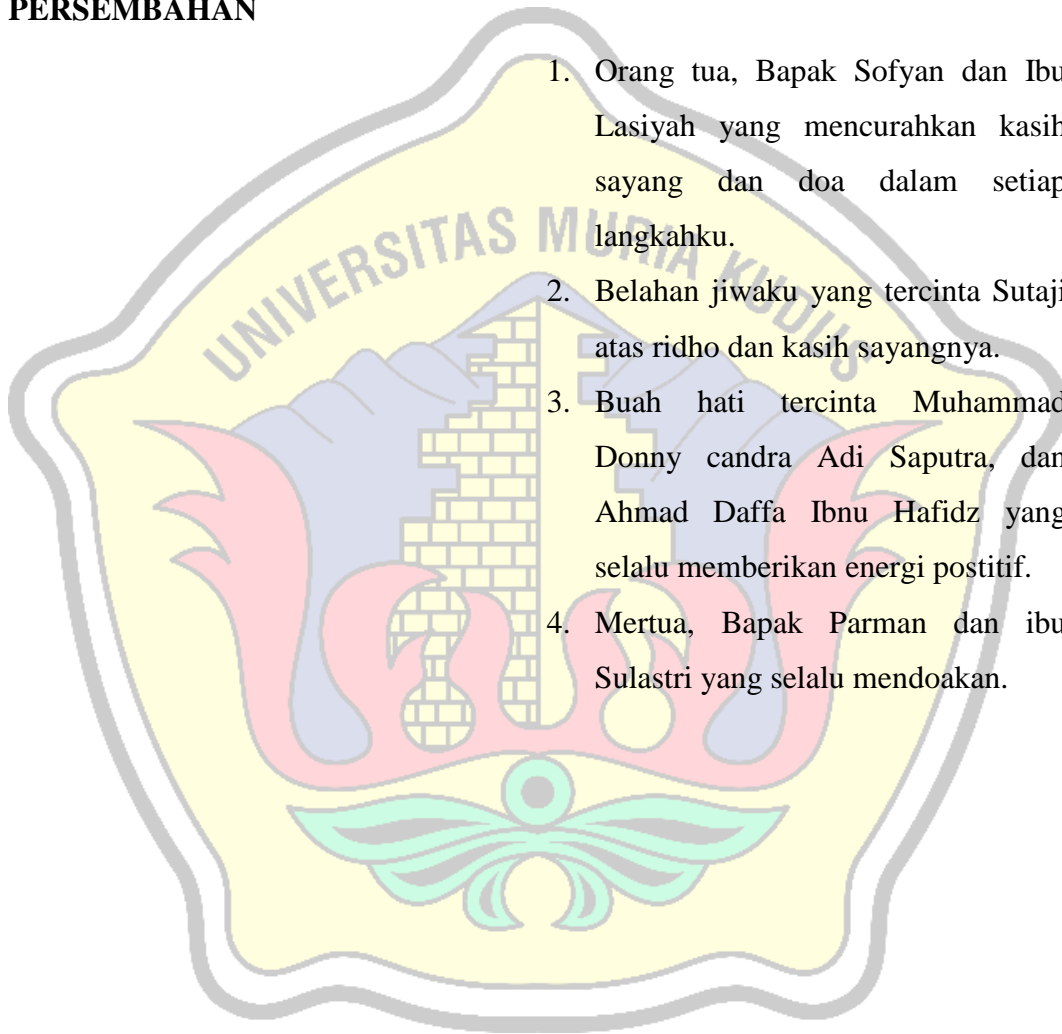 PERSEMBAHAN
1. Orang tua, Bapak Sofyan dan Ibu
Lasiyah yang mencurahkan kasih
sayang dan doa dalam setiap
langkahku.
2. Belahan jiwaku yang tercinta Sutaji
atas ridho dan kasih sayangnya.
3. Buah hati tercinta Muhammad
Donny candra Adi Saputra, dan
Ahmad Daffa Ibnu Hafidz yang
selalu memberikan energi postitif.
4. Mertua, Bapak Parman dan ibu
Sulastri yang selalu mendoakan.
UNIVERSITAS MURIA KUDUS